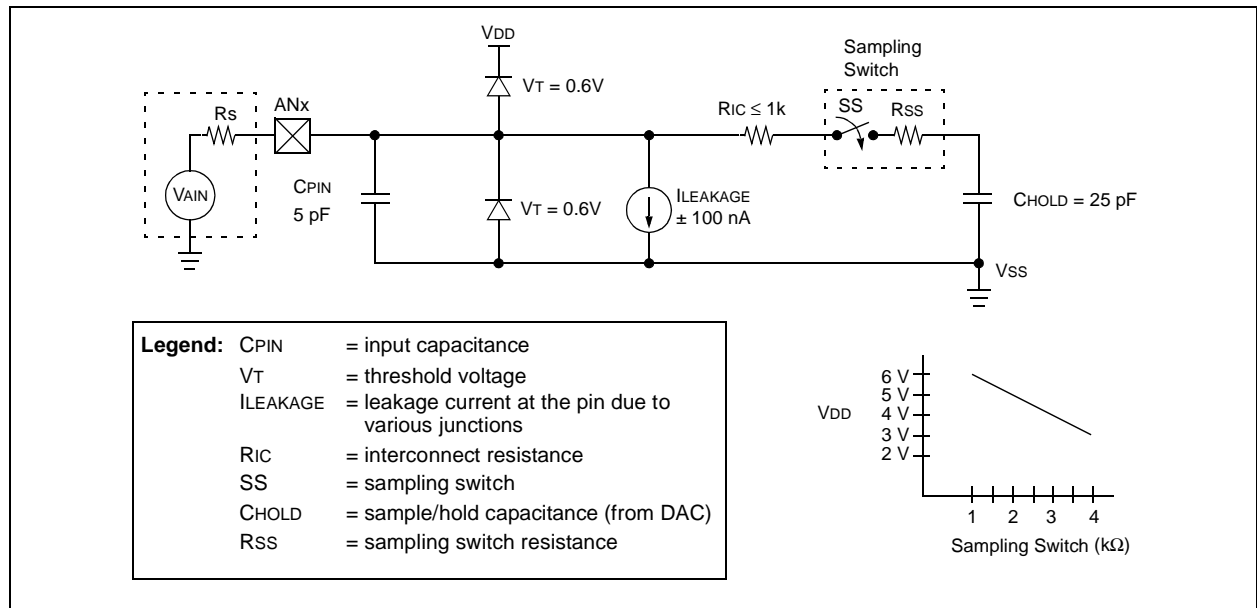 VDD
Sampling
Switch
VT = 0.6V
Rs
ANx
RIC ≤ 1k
SS
RSS
VAIN
CPIN
5 pF
VT = 0.6V
ILEAKAGE
± 100 nA
CHOLD = 25 pF
VSS
Legend: CPIN = input capacitance
VT = threshold voltage
ILEAKAGE = leakage current at the pin due to
various junctions
RIC = interconnect resistance
SS = sampling switch
CHOLD = sample/hold capacitance (from DAC)
RSS = sampling switch resistance
VDD
6 V
5 V
4 V
3 V
2 V
1 2 3 4
Sampling Switch (kΩ)